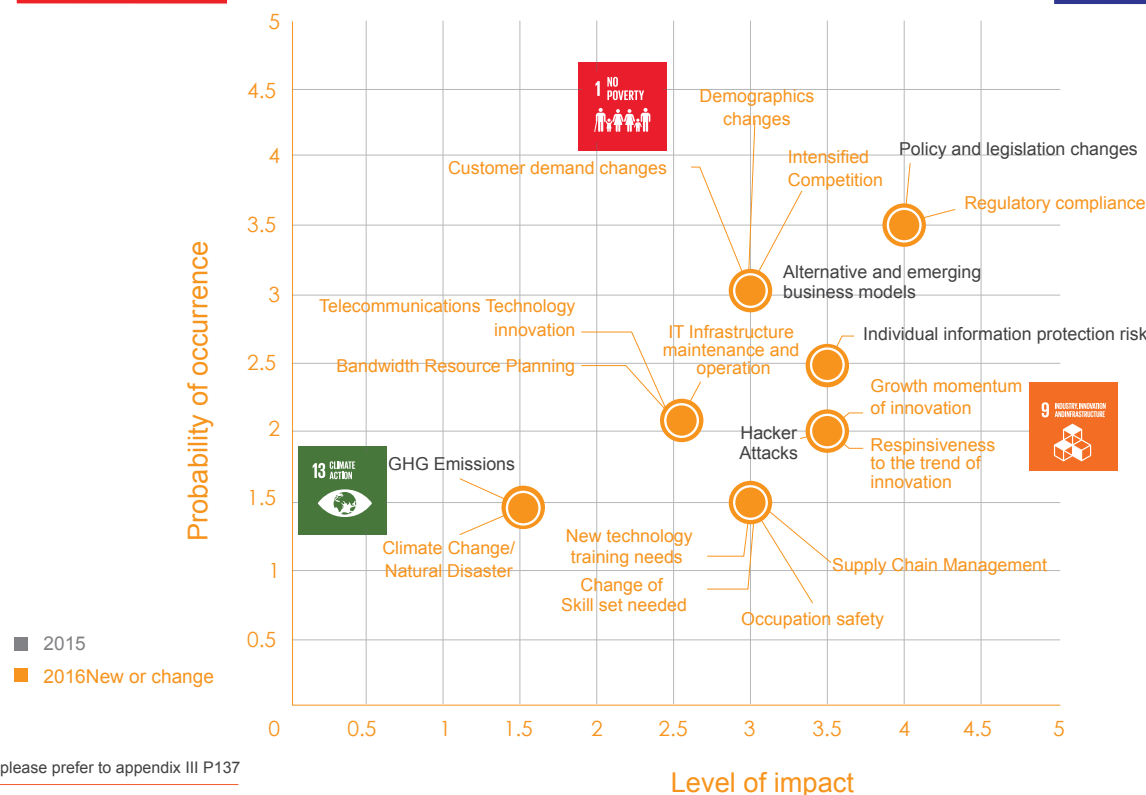 5
4.5
4
3.5
3
2.5
2
1.5
1
0.5
0
0.5
1
1.5
2
2.5
3
3.5
4
4.5
5
Probability of occurrence
Level of impact
1 NO
POVERTY
Demographics
changes
Customer demand changes
Intensified
Competition
Policy and legislation changes
Regulatory compliance
Alternative and emerging
business models
Telecommunications Technology
innovation
IT Infrastructure
maintenance and
operation
Individual information protection risk
Bandwidth Resource Planning
Growth momentum
of innovation
9 INDUSTRY, INNOVATION
AND INFRASTRUCTURE
Hacker
Attacks
Respinsiveness
to the trend of
innovation
13 CLIMATE
ACTION
GHG Emissions
Climate Change/
Natural Disaster
New technology
training needs
Change of
Skill set needed
Supply Chain Management
Occupation safety
2015
2016New or change
please prefer to appendix III P137